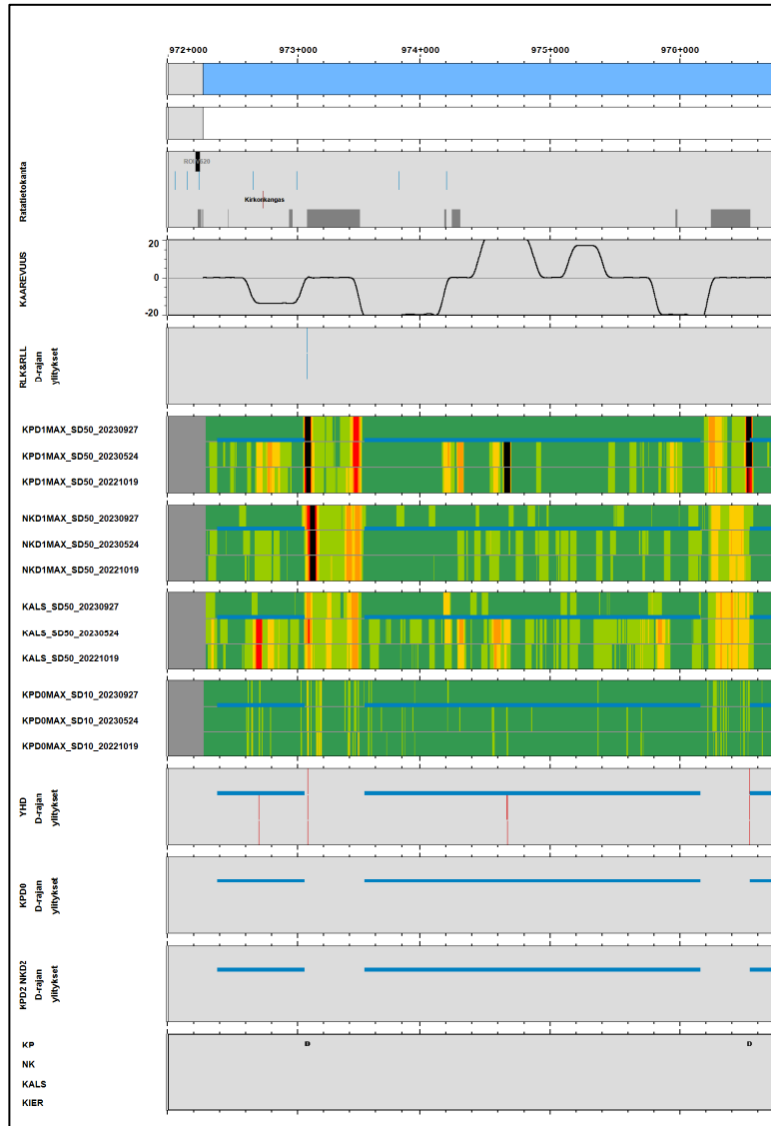 972+000 973+000 974+000 975+000 976+000
Ratatietokanta
Kirkonkangas
KAAREVUUS
20
0
-20
RLK&RLL
D-rajan
ylitykset
KPD1MAX_SD50_20230927
KPD1MAX_SD50_20230524
KPD1MAX_SD50_20221019
NKD1MAX_SD50_20230927
NKD1MAX_SD50_20230524
NKD1MAX_SD50_20221019
KALS_SD50_20230927
KALS_SD50_20230524
KALS_SD50_20221019
KPD0MAX_SD10_20230927
KPD0MAX_SD10_20230524
KPD0MAX_SD10_20221019
YHD
D-rajan
ylitykset
KPD0
D-rajan
ylitykset
KPD2 NKD2
D-rajan
ylitykset
KP D
NK
KALS
KIER